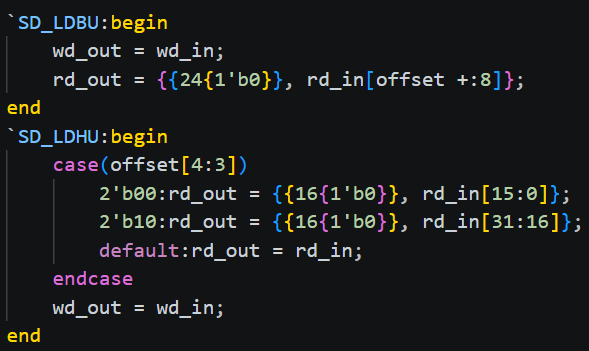 `SD_LDBU:begin
    wd_out = wd_in;
    rd_out = {{24{1'b0}}, rd_in[offset +:8]};
end
`SD_LDHU:begin
    case(offset[4:3])
        2'b00:rd_out = {{16{1'b0}}, rd_in[15:0]};
        2'b10:rd_out = {{16{1'b0}}, rd_in[31:16]};
        default:rd_out = rd_in;
    endcase
    wd_out = wd_in;
end